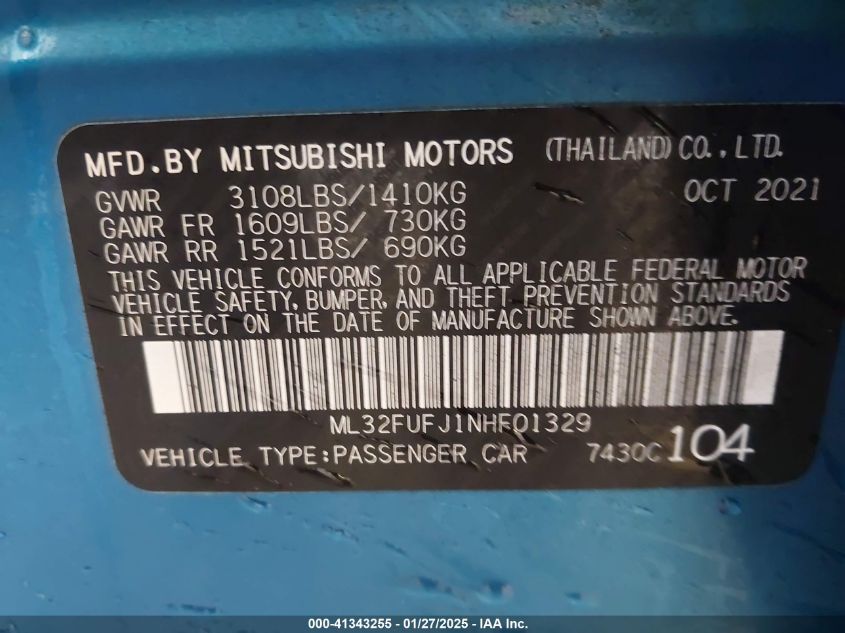 MFD.BY MITSUBISHI MOTORS (THAILAND) CO.,LTD.
GVWR 3108LBS/1410KG OCT 2021
GAWR FR 1609LBS/ 730KG
GAWR RR 1521LBS/ 690KG
THIS VEHICLE CONFORMS TO ALL APPLICABLE FEDERAL MOTOR
VEHICLE SAFETY, BUMPER, AND THEFT PREVENTION STANDARDS
IN EFFECT ON THE DATE OF MANUFACTURE SHOWN ABOVE.
ML32FUFJ1NHF01329
VEHICLE TYPE:PASSENGER CAR 7430C 104
000-41343255 - 01/27/2025 - IAAI.COM